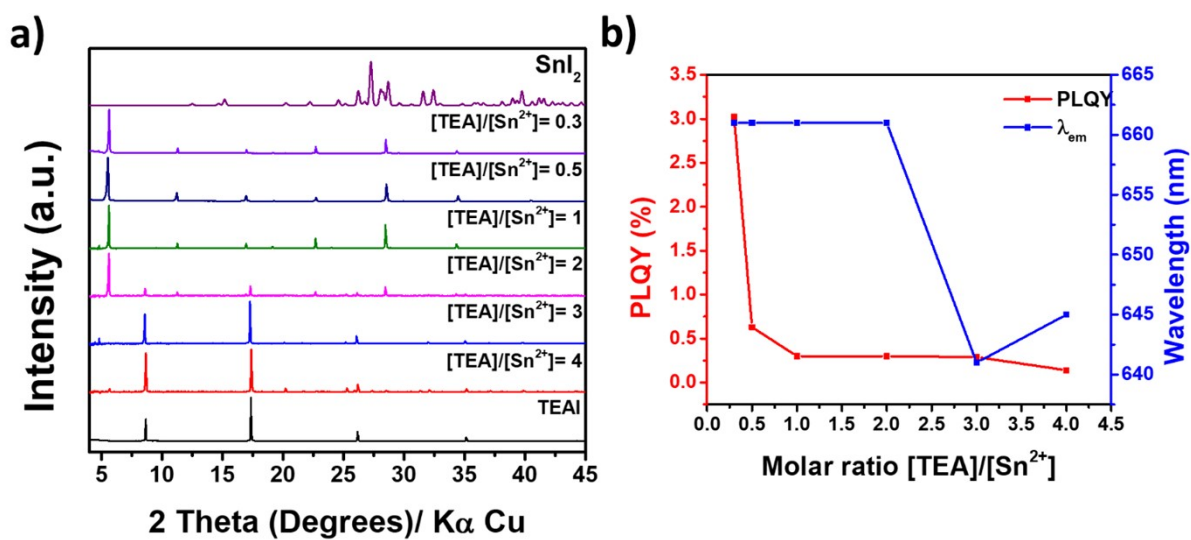 a)
Intensity (a.u.)
SnI₂
[TEA]/[Sn²⁺]= 0.3
[TEA]/[Sn²⁺]= 0.5
[TEA]/[Sn²⁺]= 1
[TEA]/[Sn²⁺]= 2
[TEA]/[Sn²⁺]= 3
[TEA]/[Sn²⁺]= 4
TEAI
5 10 15 20 25 30 35 40 45
2 Theta (Degrees)/ Kα Cu
b)
PLQY (%)
3.5
3.0
2.5
2.0
1.5
1.0
0.5
0.0
PLQY
λem
665
660
655
650
645
640
Wavelength (nm)
0.0 0.5 1.0 1.5 2.0 2.5 3.0 3.5 4.0 4.5
Molar ratio [TEA]/[Sn²⁺]